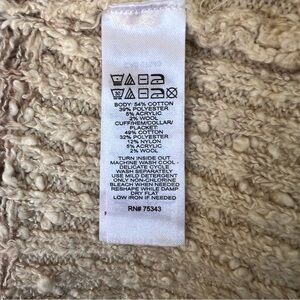 BODY: 54% COTTON
39% POLYESTER
5% ACRYLIC
2% WOOL
CUFF/HEM/COLLAR/
PLACKET:
49% COTTON
32% POLYESTER
12% NYLON
5% ACRYLIC
2% WOOL
TURN INSIDE OUT
MACHINE WASH COOL -
DELICATE CYCLE
WASH SEPARATELY
USE MILD DETERGENT
ONLY NON-CHLORINE
BLEACH WHEN NEEDED
RESHAPE WHILE DAMP
DRY FLAT
LOW IRON IF NEEDED
RN# 75343